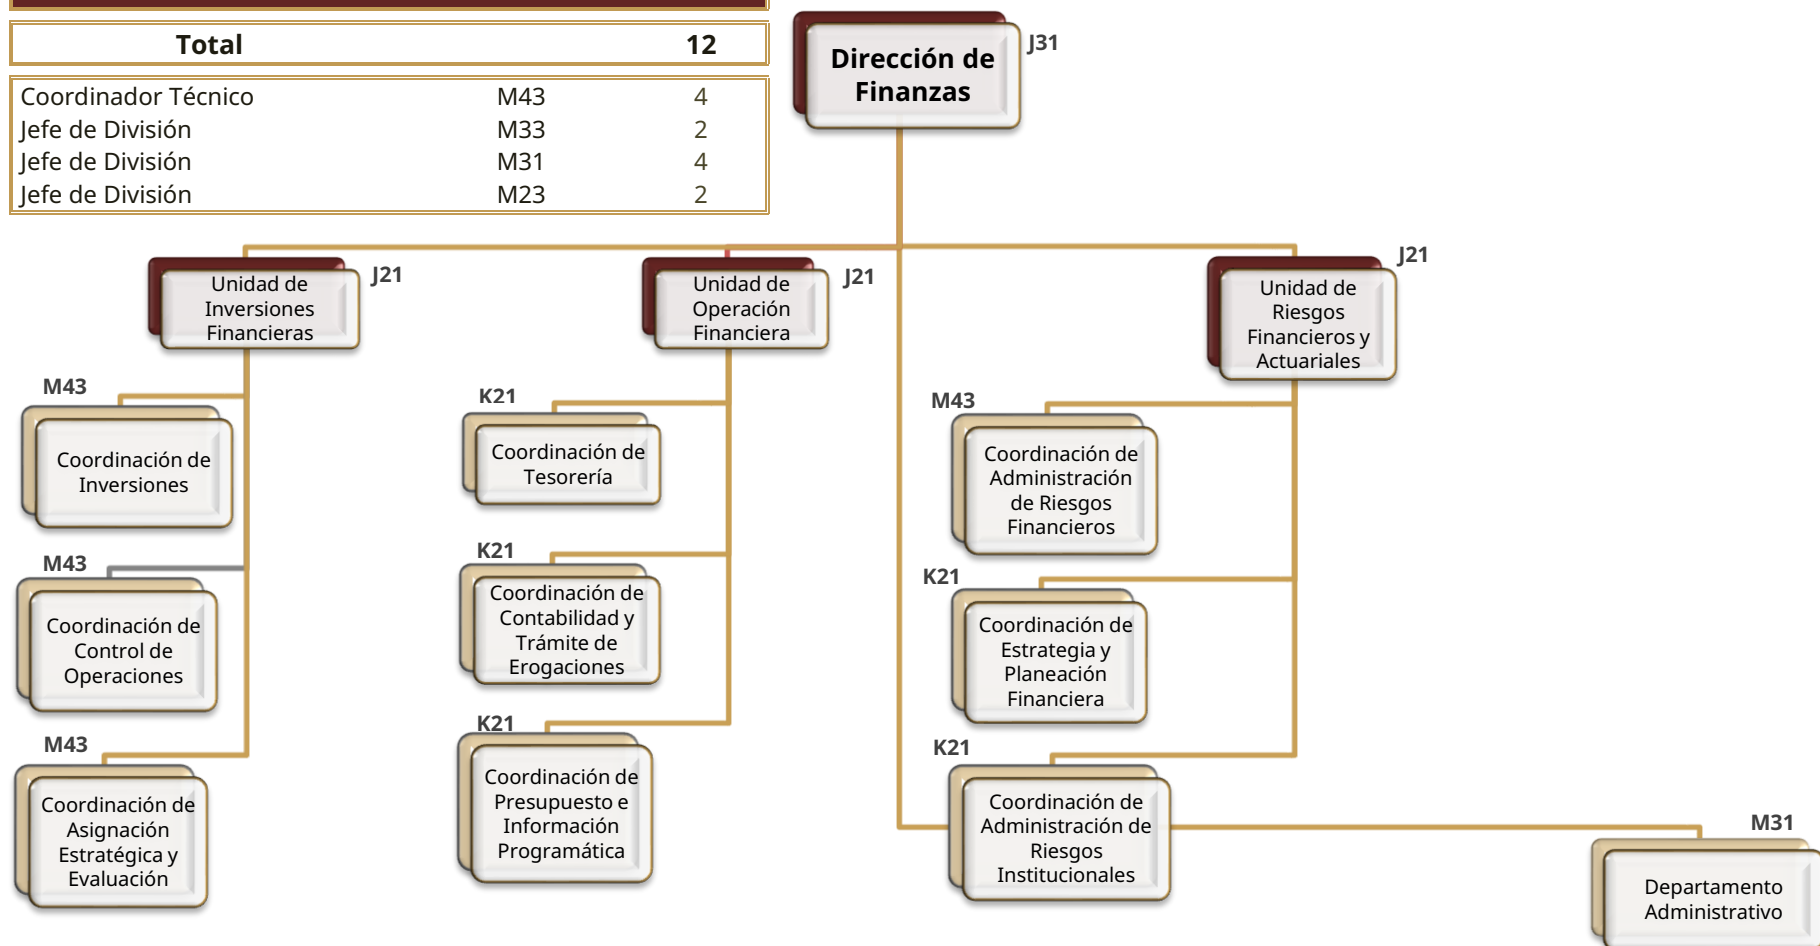 Total 12
Coordinador Técnico M43 4
Jefe de División M33 2
Jefe de División M31 4
Jefe de División M23 2
Dirección de
Finanzas
J31
Unidad de
Inversiones
Financieras
J21
M43
Coordinación de
Inversiones
M43
Coordinación de
Control de
Operaciones
M43
Coordinación de
Asignación
Estratégica y
Evaluación
Unidad de
Operación
Financiera
J21
K21
Coordinación de
Tesorería
K21
Coordinación de
Contabilidad y
Trámite de
Erogaciones
K21
Coordinación de
Presupuesto e
Información
Programática
Unidad de
Riesgos
Financieros y
Actuariales
J21
M43
Coordinación de
Administración
de Riesgos
Financieros
K21
Coordinación de
Estrategia y
Planeación
Financiera
K21
Coordinación de
Administración de
Riesgos
Institucionales
M31
Departamento
Administrativo